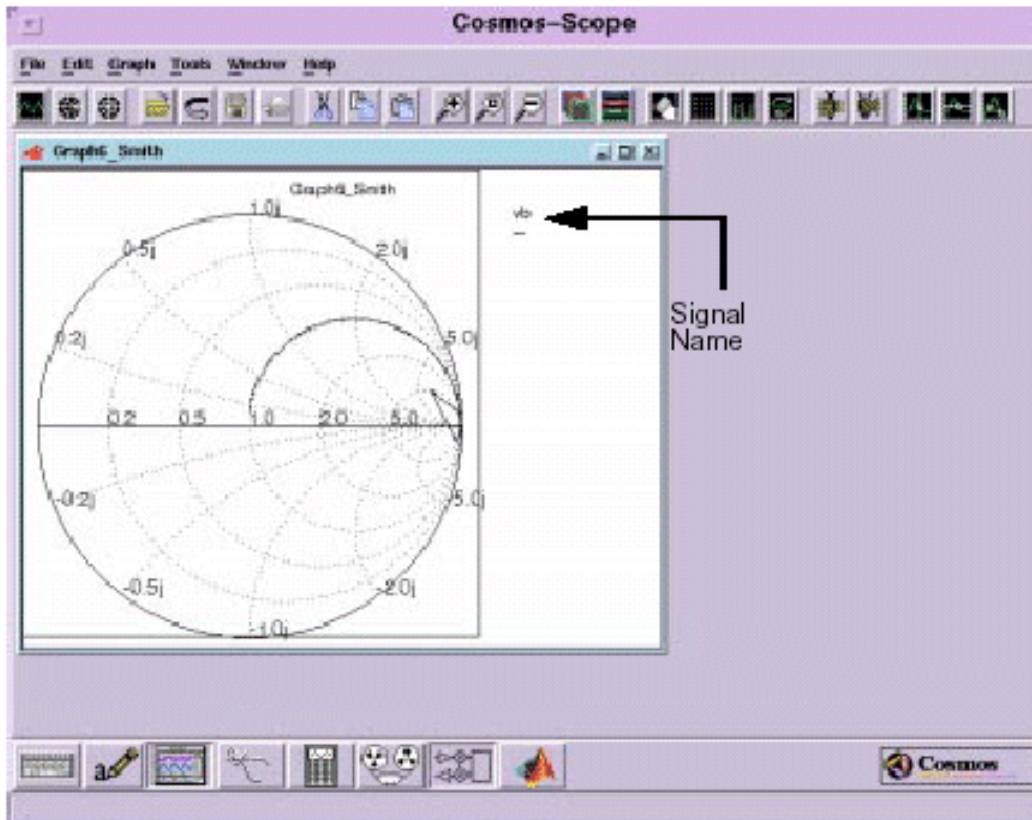 Cosmos-Scope
File Edit Graph Tools Window Help
Graph6_Smith
Graph6_Smith
1.0j
0.5j
2.0j
0.2j
5.0j
0.2 0.5 1.0 2.0 5.0
-0.2j
-5.0j
-0.5j
-2.0j
-1.0j
Signal
Name
Cosmos